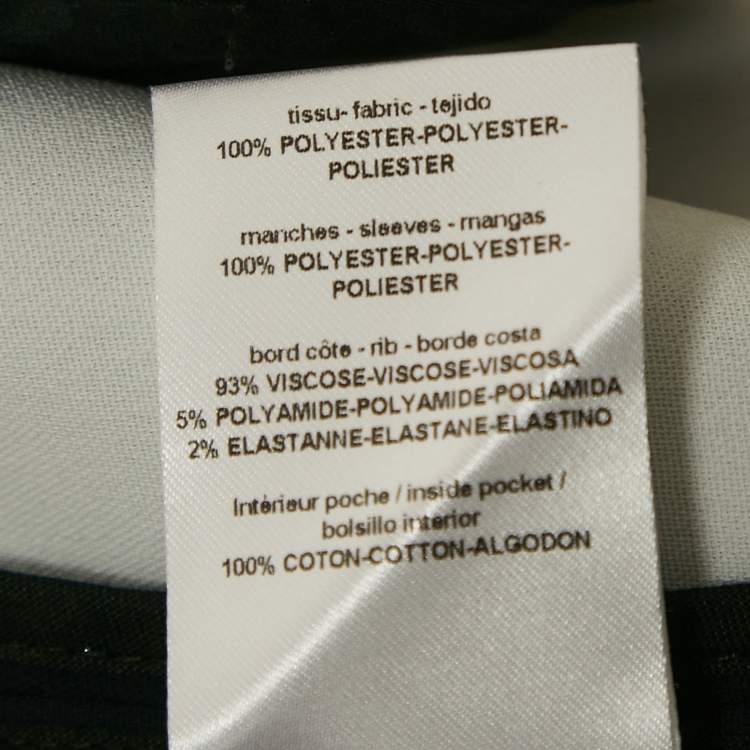 tissu- fabric - tejido
100% POLYESTER-POLYESTER-
POLIESTER
manches - sleeves - mangas
100% POLYESTER-POLYESTER-
POLIESTER
bord côte - rib - borde costa
93% VISCOSE-VISCOSE-VISCOSA
5% POLYAMIDE-POLYAMIDE-POLIAMIDA
2% ELASTANNE-ELASTANE-ELASTINO
Intérieur poche / inside pocket /
bolsillo interior
100% COTON-COTTON-ALGODON